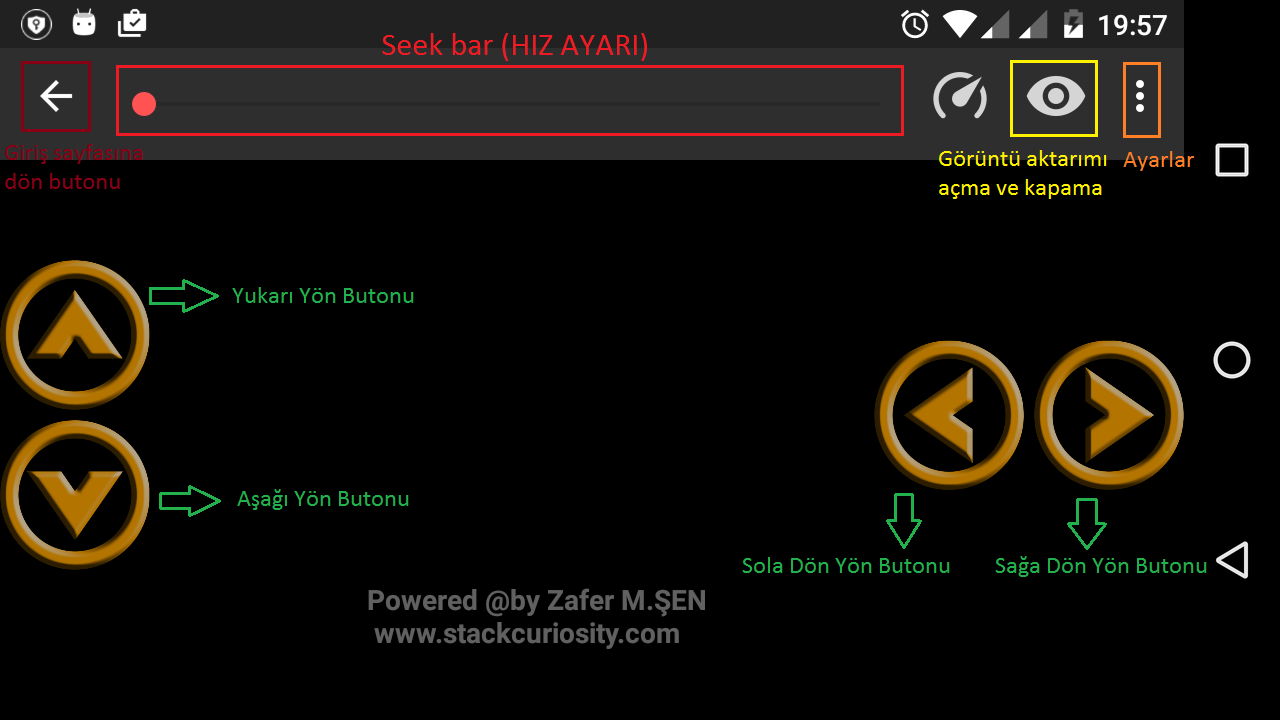 19:57
Seek bar (HIZ AYARI)
Giriş sayfasına
dön butonu
Görüntü aktarımı
açma ve kapama
Ayarlar
Yukarı Yön Butonu
Aşağı Yön Butonu
Sola Dön Yön Butonu
Sağa Dön Yön Butonu
Powered @by Zafer M.ŞEN
www.stackcuriosity.com